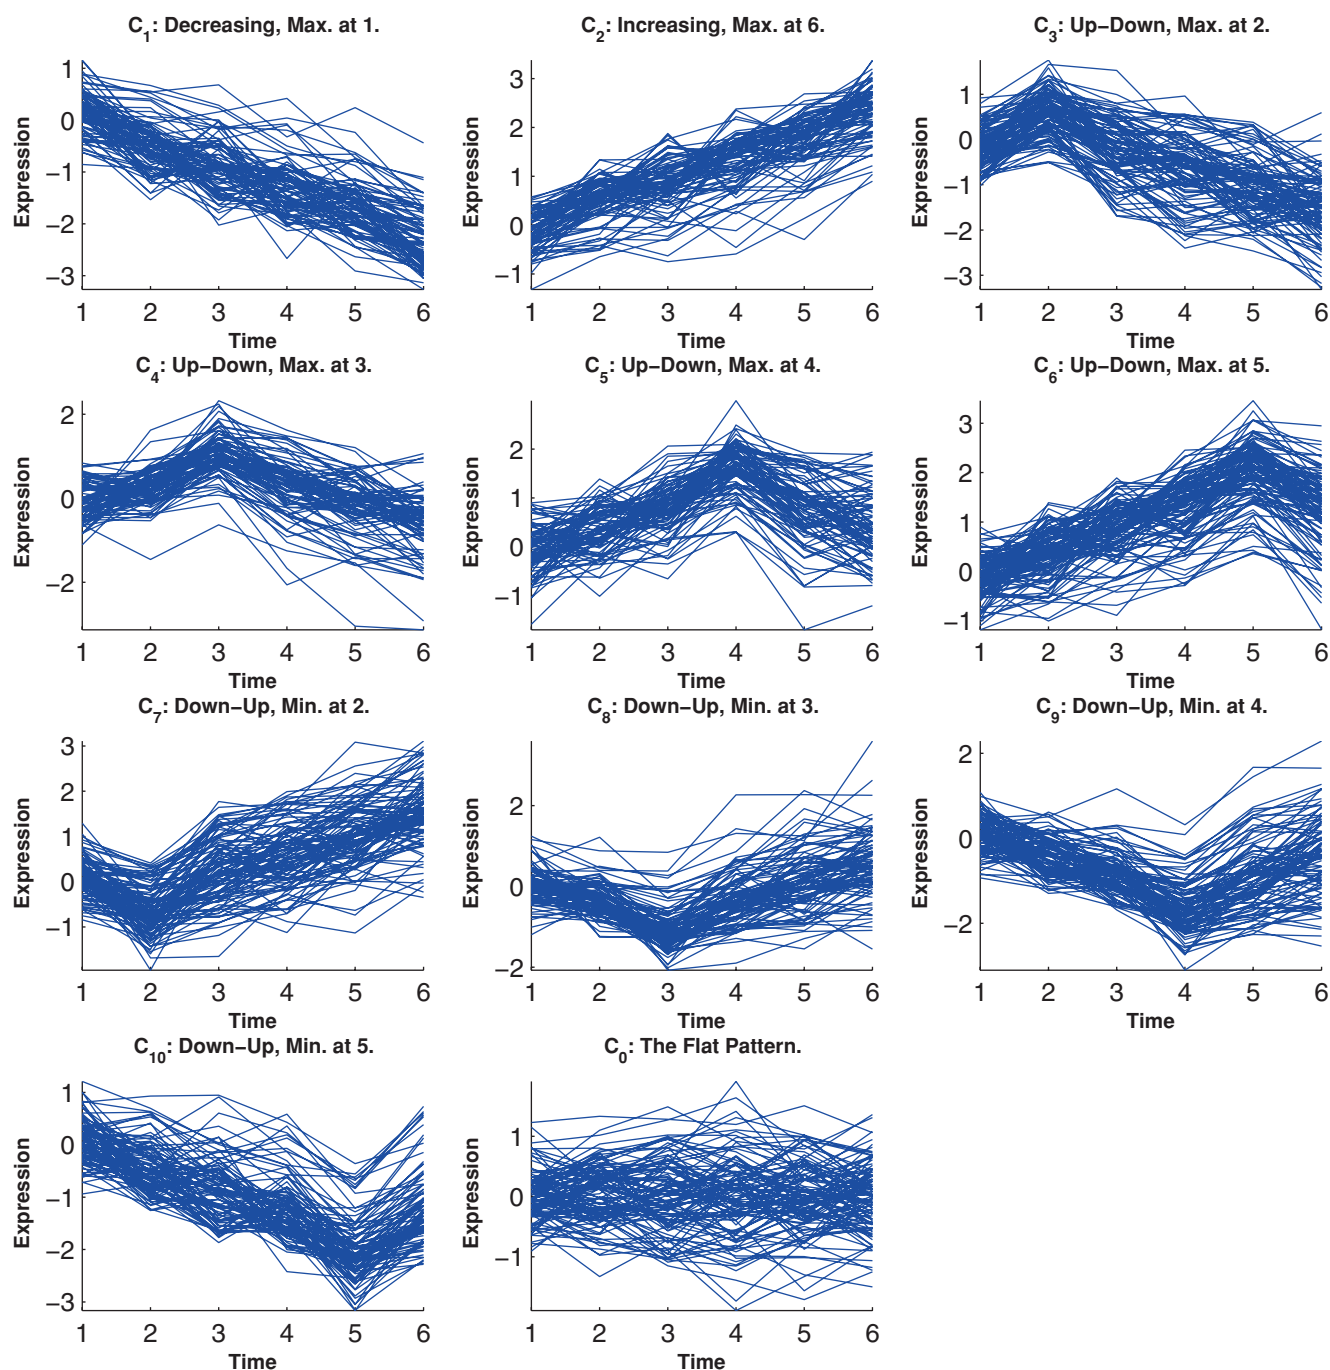 C1: Decreasing, Max. at 1.
C2: Increasing, Max. at 6.
C3: Up−Down, Max. at 2.
Expression
1
0
−1
−2
−3
1 2 3 4 5 6
Time
Expression
3
2
1
0
−1
1 2 3 4 5 6
Time
Expression
1
0
−1
−2
−3
1 2 3 4 5 6
Time
C4: Up−Down, Max. at 3.
C5: Up−Down, Max. at 4.
C6: Up−Down, Max. at 5.
Expression
2
0
−2
1 2 3 4 5 6
Time
Expression
2
1
0
−1
1 2 3 4 5 6
Time
Expression
3
2
1
0
−1
1 2 3 4 5 6
Time
C7: Down−Up, Min. at 2.
C8: Down−Up, Min. at 3.
C9: Down−Up, Min. at 4.
Expression
3
2
1
0
−1
1 2 3 4 5 6
Time
Expression
2
0
−2
1 2 3 4 5 6
Time
Expression
2
0
−2
1 2 3 4 5 6
Time
C10: Down−Up, Min. at 5.
C0: The Flat Pattern.
Expression
1
0
−1
−2
−3
1 2 3 4 5 6
Time
Expression
1
0
−1
1 2 3 4 5 6
Time